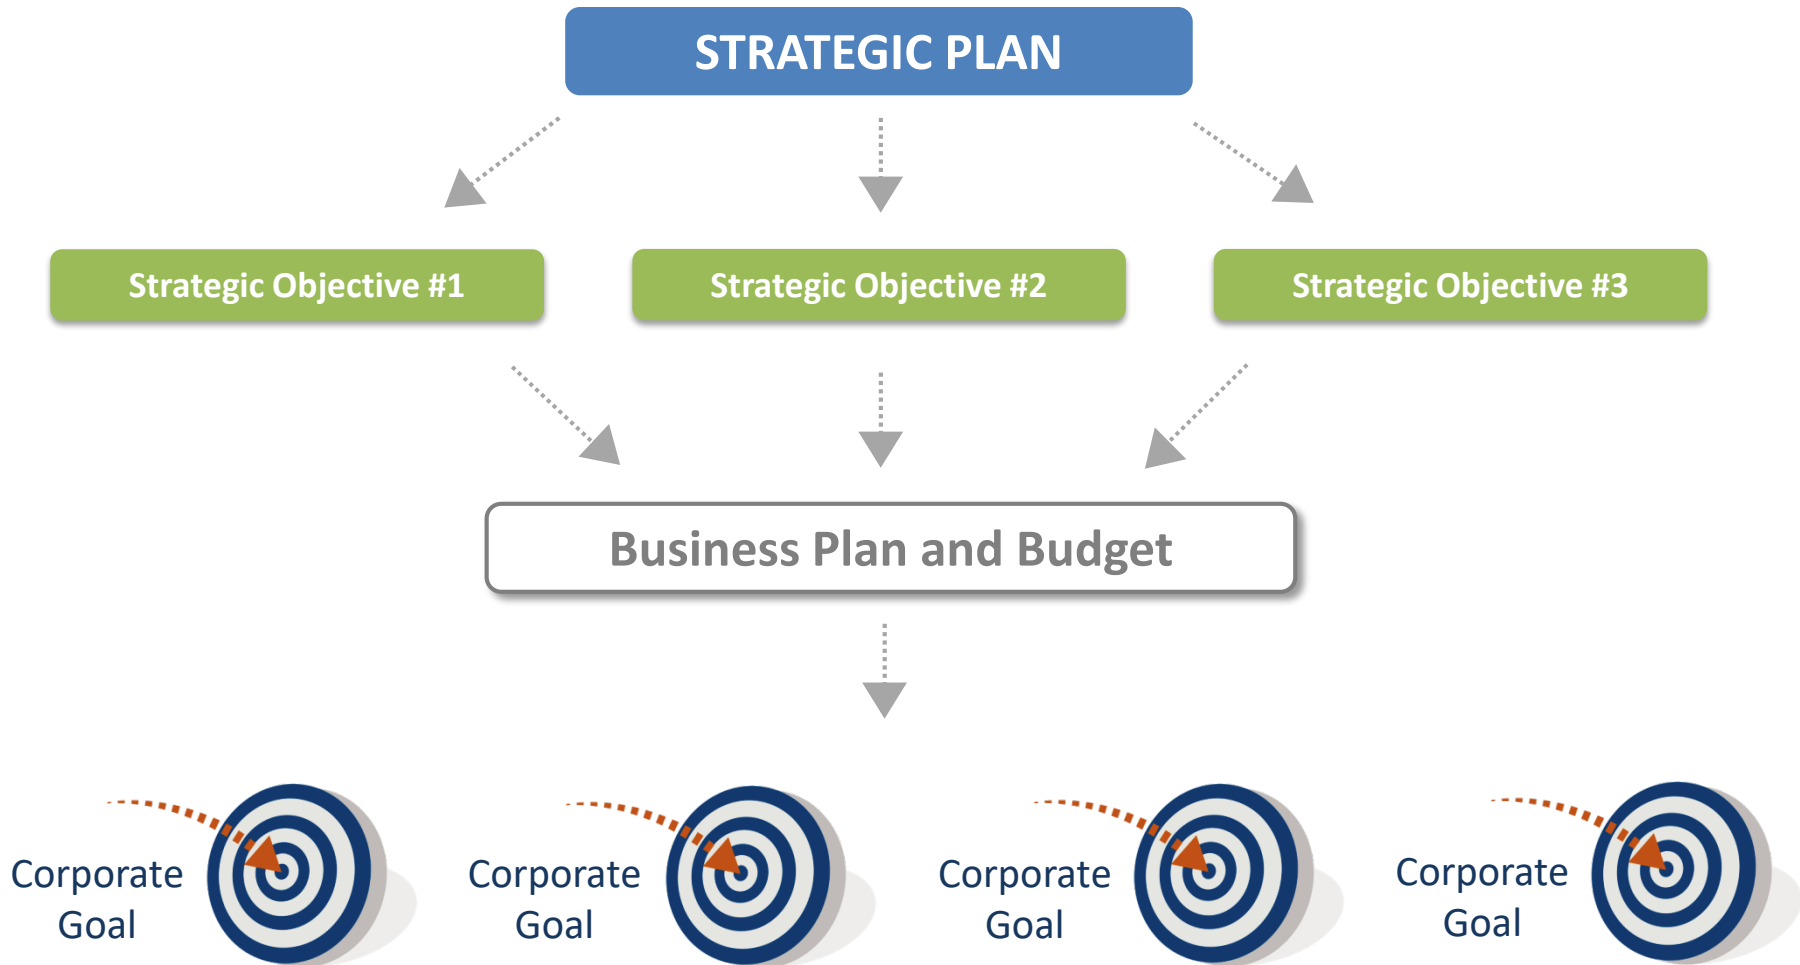 STRATEGIC PLAN
Strategic Objective #1
Strategic Objective #2
Strategic Objective #3
Business Plan and Budget
Corporate
Goal
Corporate
Goal
Corporate
Goal
Corporate
Goal